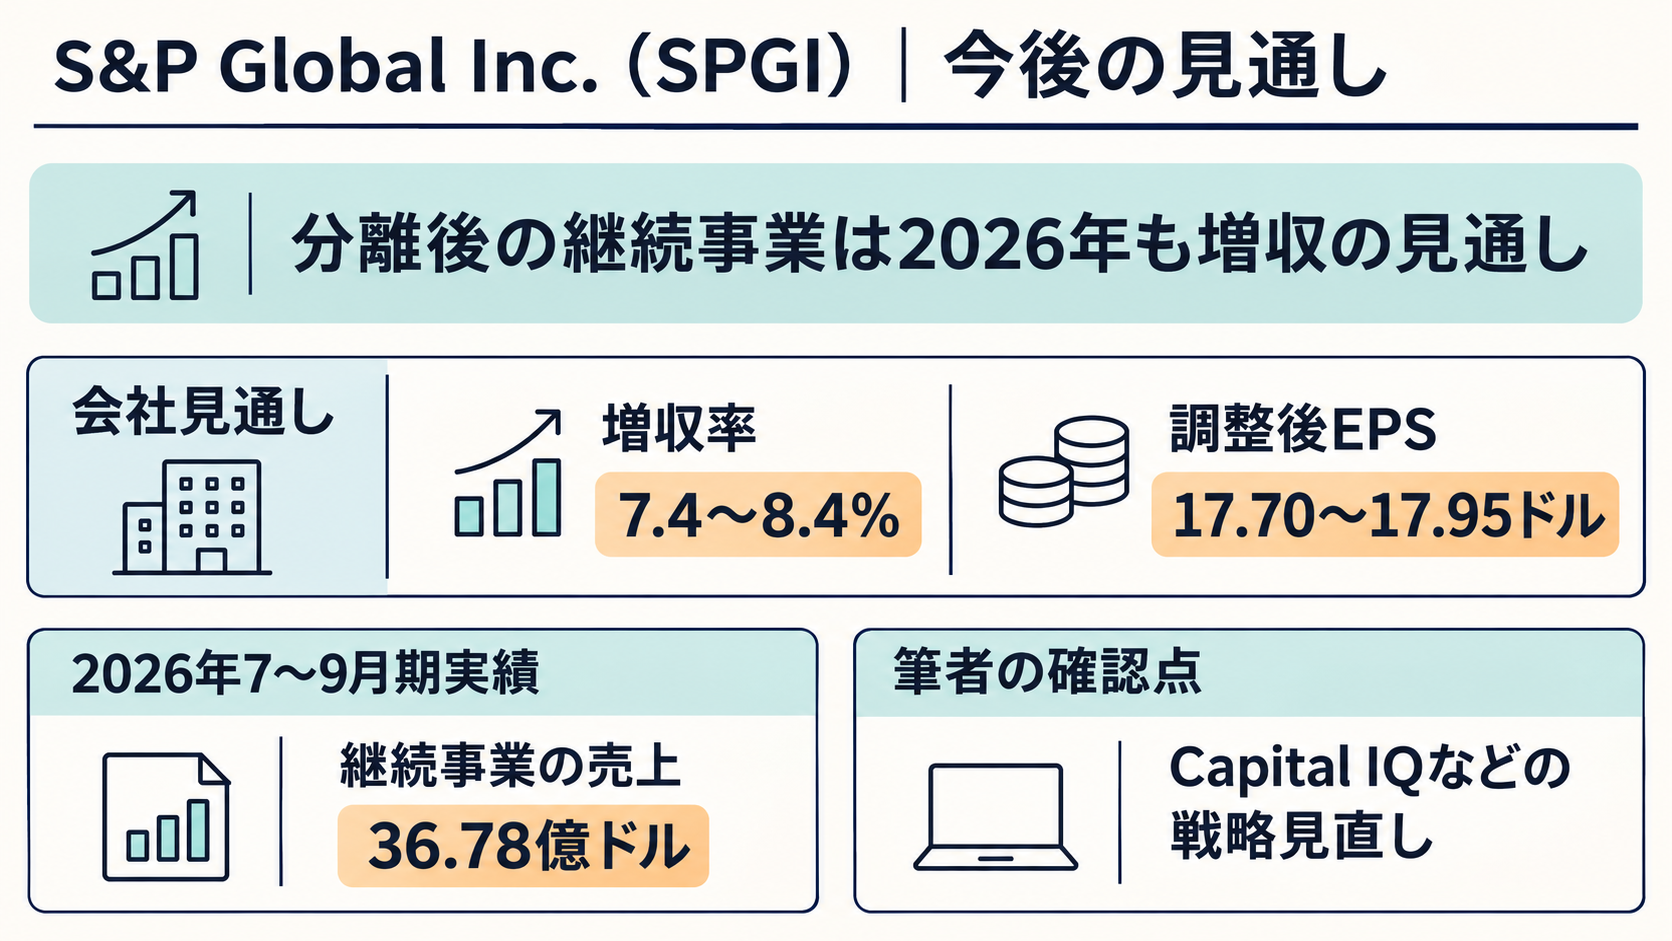 S&P Global Inc.（SPGI）｜今後の見通し
分離後の継続事業は2026年も増収の見通し
会社見通し
増収率
7.4〜8.4%
調整後EPS
17.70〜17.95ドル
2026年7〜9月期実績
継続事業の売上
36.78億ドル
筆者の確認点
Capital IQなどの
戦略見直し